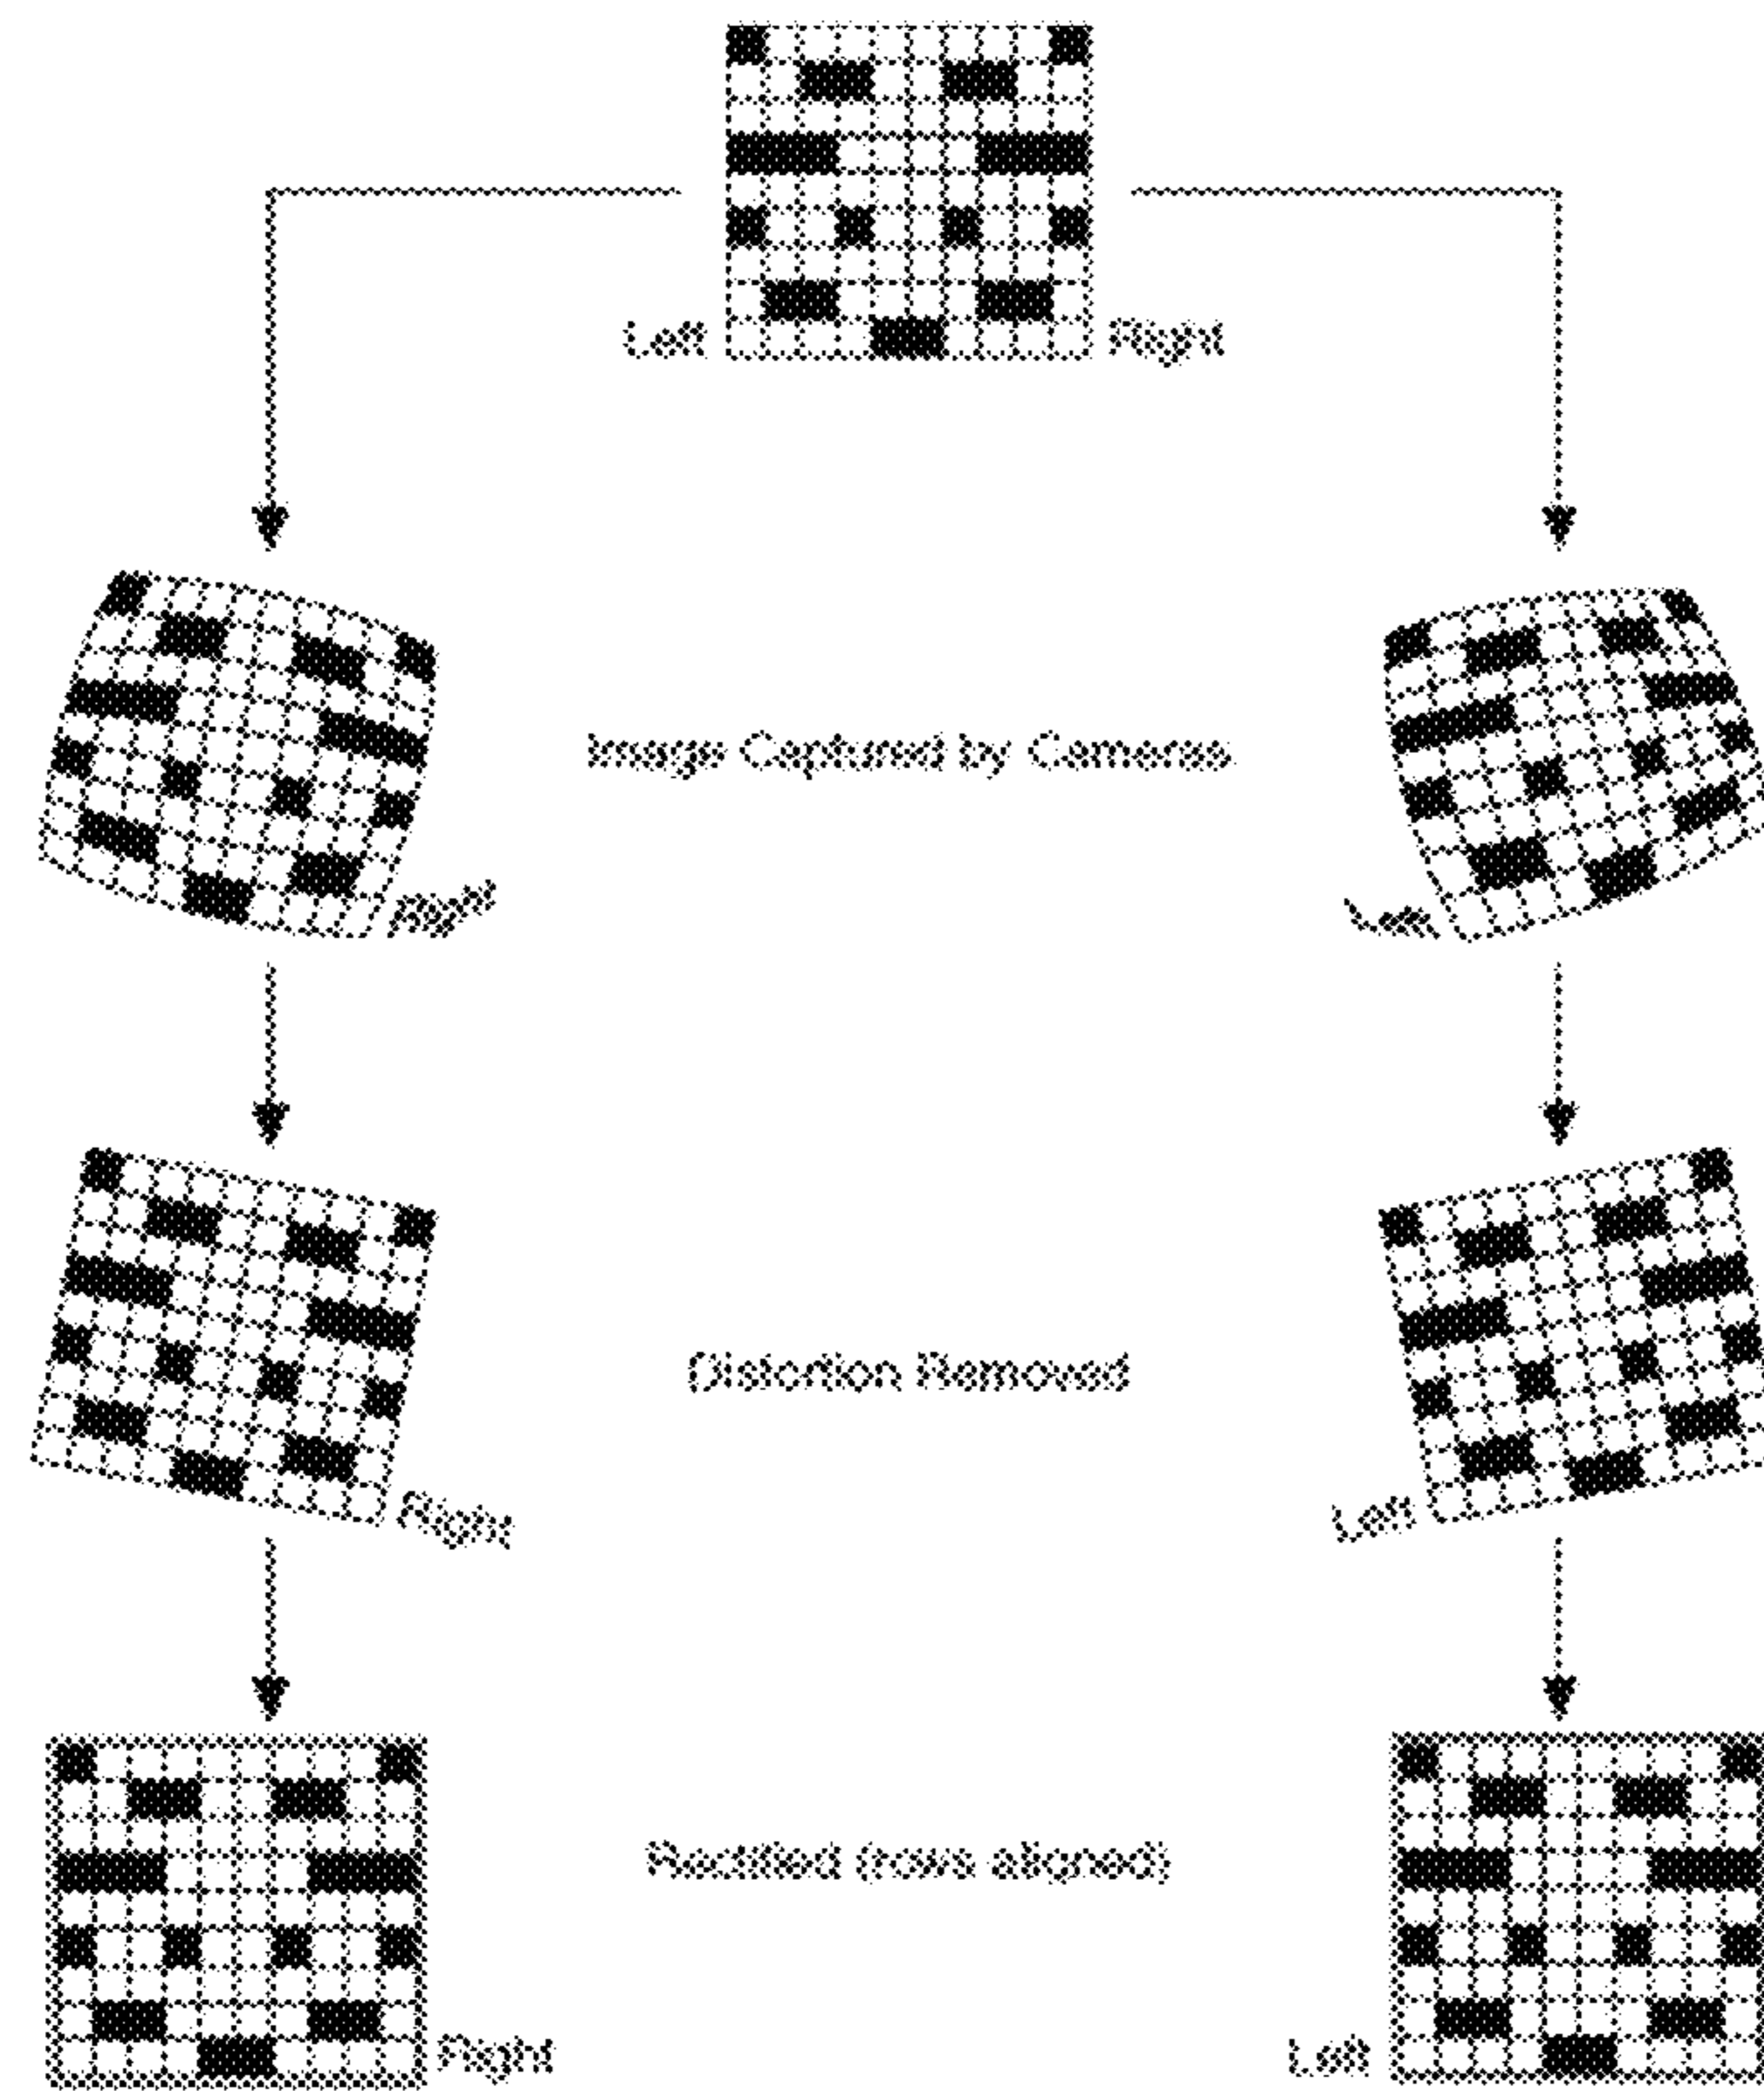 Left
Right
Image Captured by Cameras
Right
Left
Distortion Removed
Right
Left
Rectified (rows aligned)
Right
Left